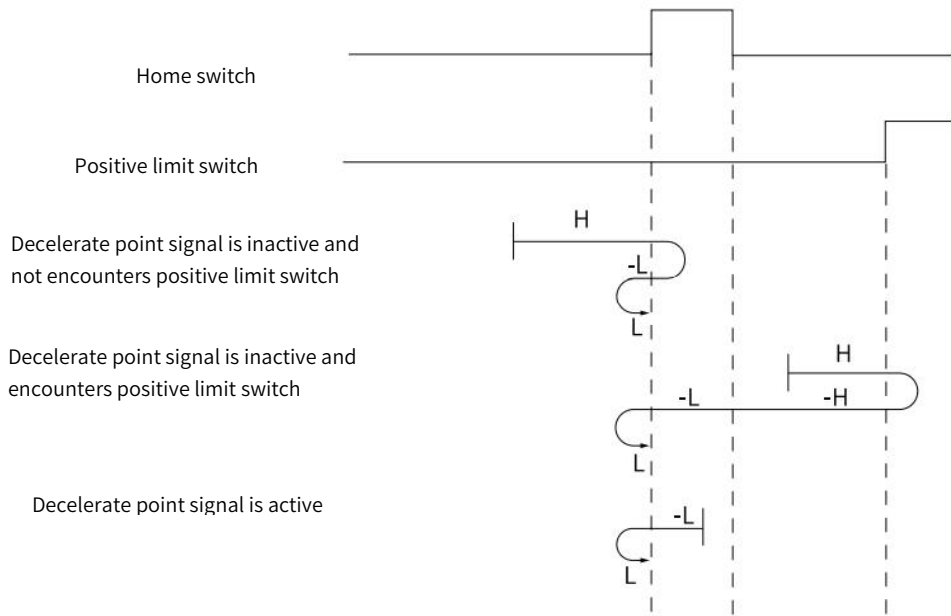 Home switch
Positive limit switch
H
Decelerate point signal is inactive and
not encounters positive limit switch
-L
L
Decelerate point signal is inactive and
encounters positive limit switch
H
-L
-H
L
Decelerate point signal is active
-L
L